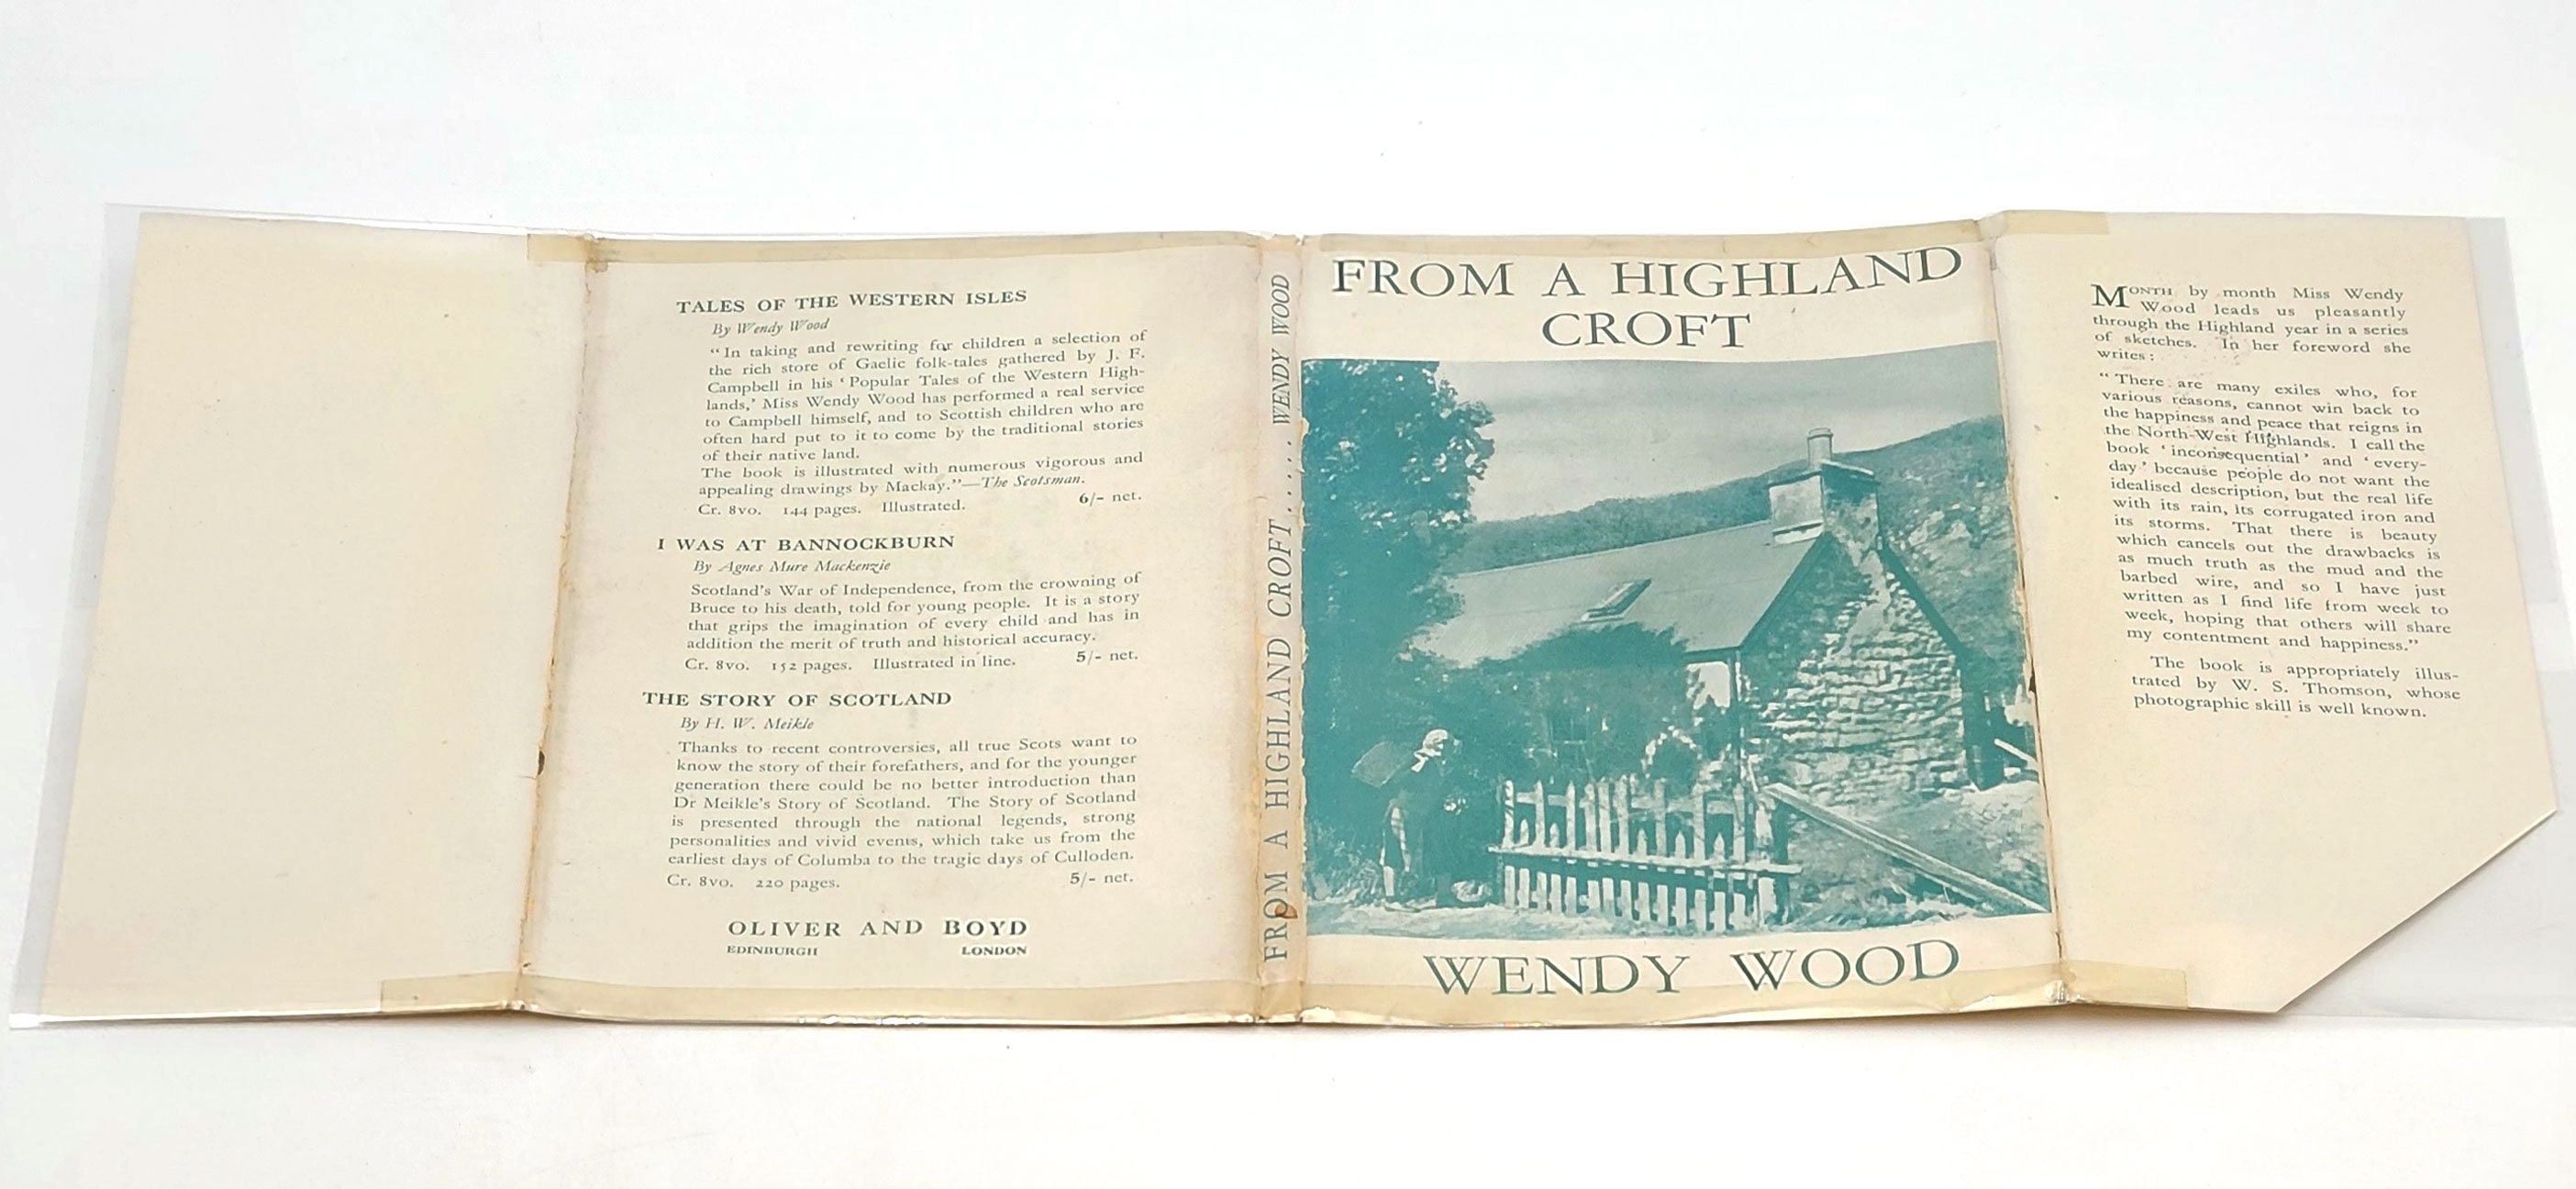 TALES OF THE WESTERN ISLES
By Wendy Wood
“In taking and rewriting for children a selection of
the rich store of Gaelic folk-tales gathered by J. F.
Campbell in his ‘Popular Tales of the Western High-
lands,’ Miss Wendy Wood has performed a real service
to Campbell himself, and to Scottish children who are
often hard put to it to come by the traditional stories
of their native land.
The book is illustrated with numerous vigorous and
appealing drawings by Mackay.”—The Scotsman.
Cr. 8vo. 144 pages. Illustrated. 6/- net.
I WAS AT BANNOCKBURN
By Agnes Mure Mackenzie
Scotland's War of Independence, from the crowning of
Bruce to his death, told for young people. It is a story
that grips the imagination of every child and has in
addition the merit of truth and historical accuracy.
Cr. 8vo. 152 pages. Illustrated in line. 5/- net.
THE STORY OF SCOTLAND
By H. W. Meikle
Thanks to recent controversies, all true Scots want to
know the story of their forefathers, and for the younger
generation there could be no better introduction than
Dr Meikle's Story of Scotland. The Story of Scotland
is presented through the national legends, strong
personalities and vivid events, which take us from the
earliest days of Columba to the tragic days of Culloden.
Cr. 8vo. 220 pages. 5/- net.
OLIVER AND BOYD
EDINBURGH LONDON
FROM A HIGHLAND CROFT..... WENDY WOOD
FROM A HIGHLAND
CROFT
WENDY WOOD
MONTH by month Miss Wendy
Wood leads us pleasantly
through the Highland year in a series
of sketches. In her foreword she
writes:
“There are many exiles who, for
various reasons, cannot win back to
the happiness and peace that reigns in
the North-West Highlands. I call the
book ‘inconsequential’ and ‘every-
day’ because people do not want the
idealised description, but the real life
with its rain, its corrugated iron and
its storms. That there is beauty
which cancels out the drawbacks is
as much truth as the mud and the
barbed wire, and so I have just
written as I find life from week to
week, hoping that others will share
my contentment and happiness.”
The book is appropriately illus-
trated by W. S. Thomson, whose
photographic skill is well known.